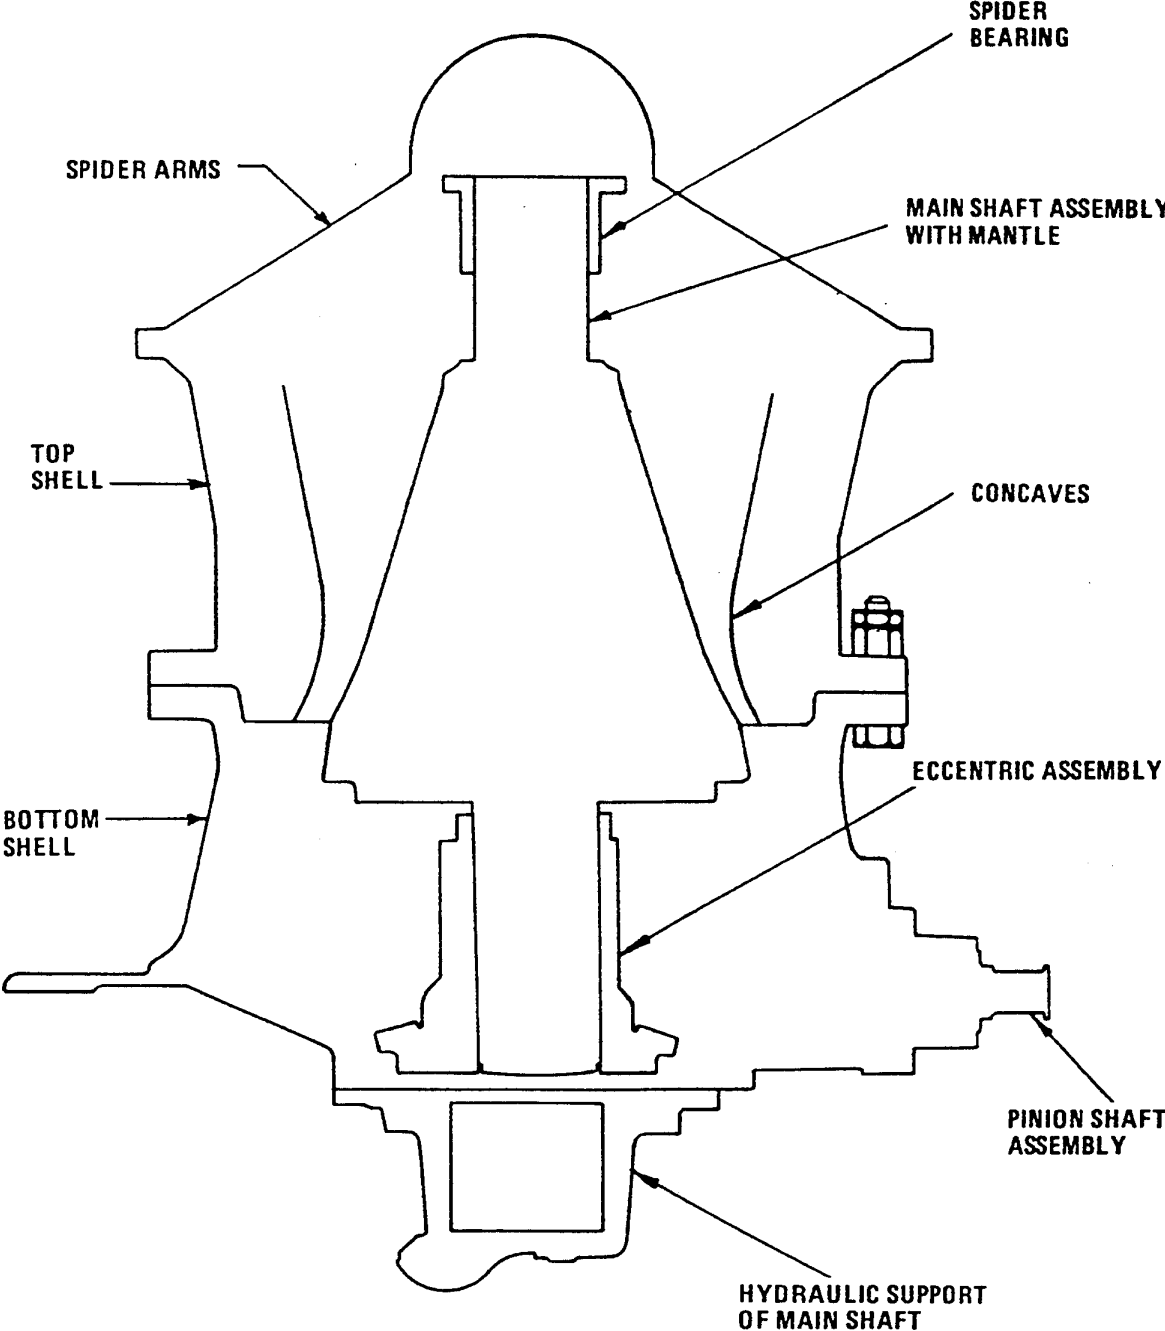 SPIDER
BEARING
SPIDER ARMS
MAIN SHAFT ASSEMBLY
WITH MANTLE
TOP
SHELL
CONCAVES
ECCENTRIC ASSEMBLY
BOTTOM
SHELL
PINION SHAFT
ASSEMBLY
HYDRAULIC SUPPORT
OF MAIN SHAFT